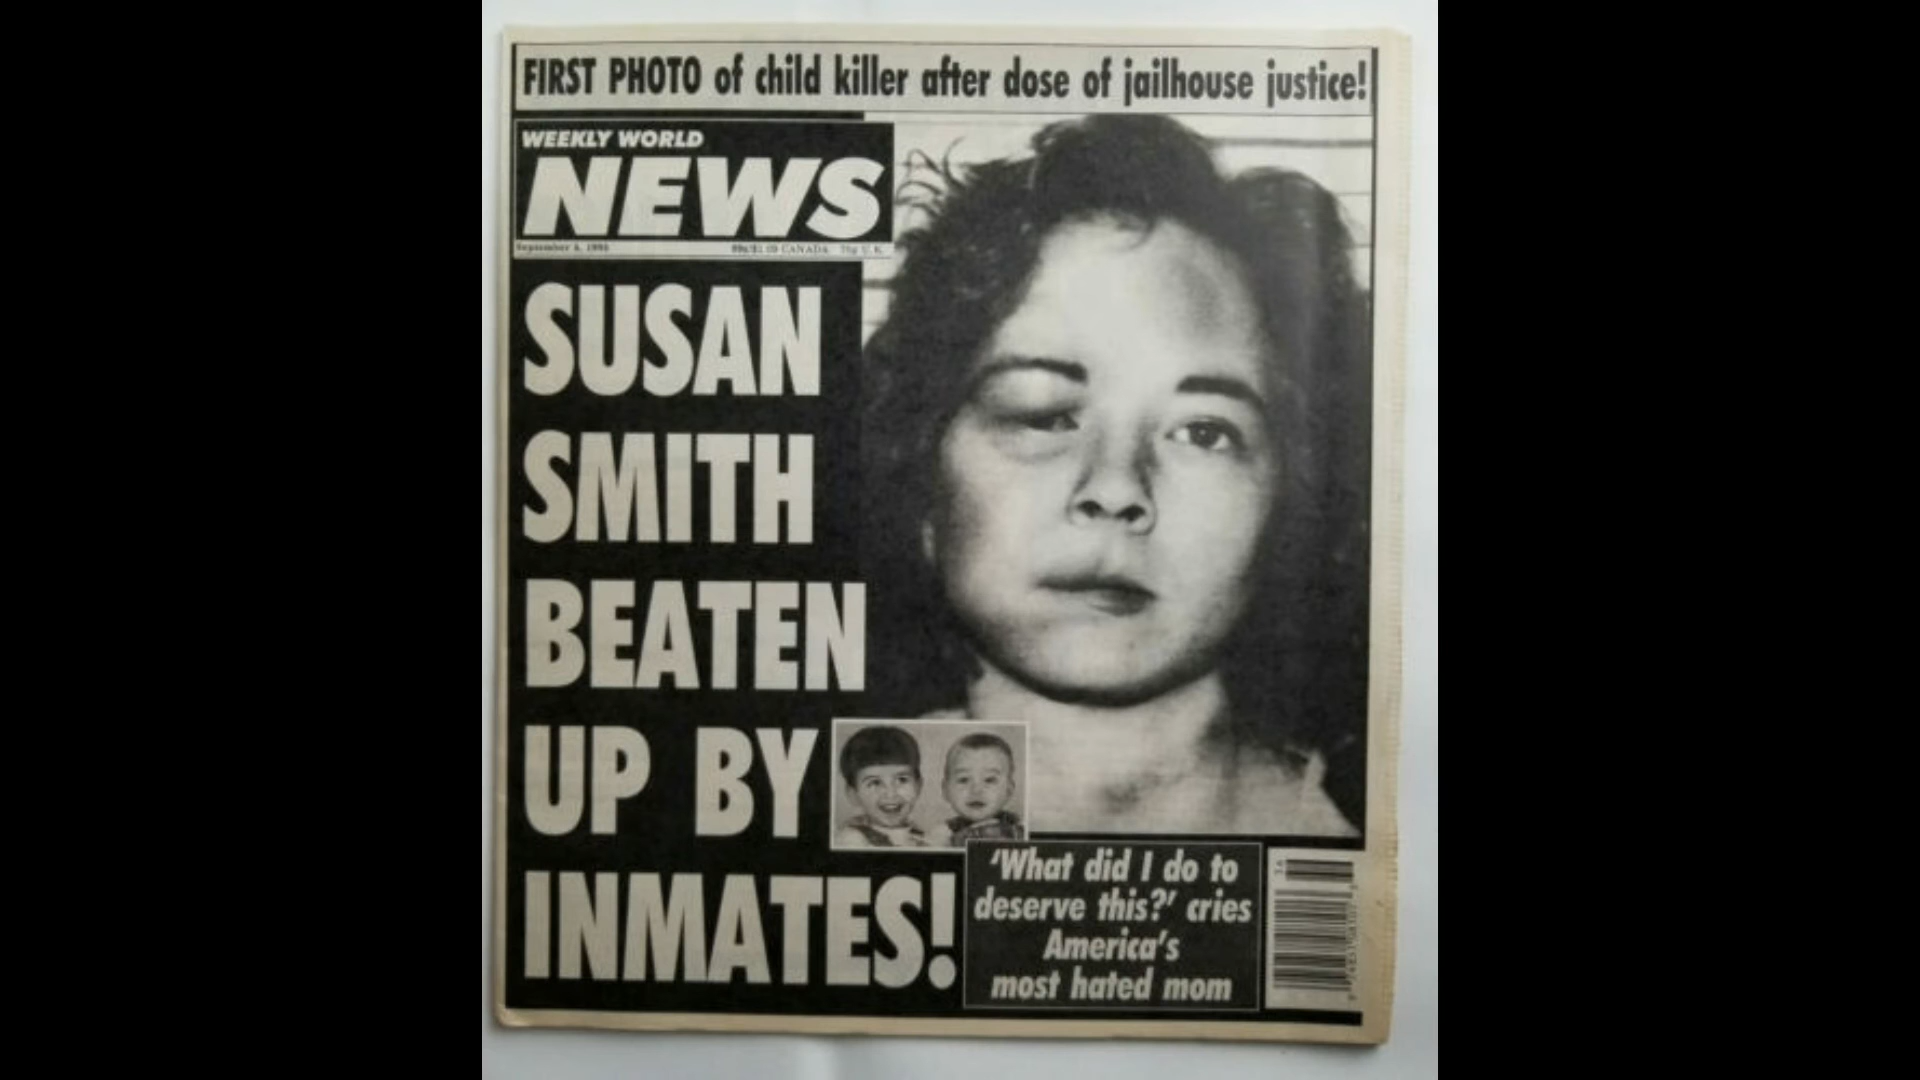 FIRST PHOTO of child killer after dose of jailhouse justice!
WEEKLY WORLD
NEWS
CANADA
U.K.
SUSAN
SMITH
BEATEN
UP BY
INMATES!
'What did I do to
deserve this?' cries
America's
most hated mom